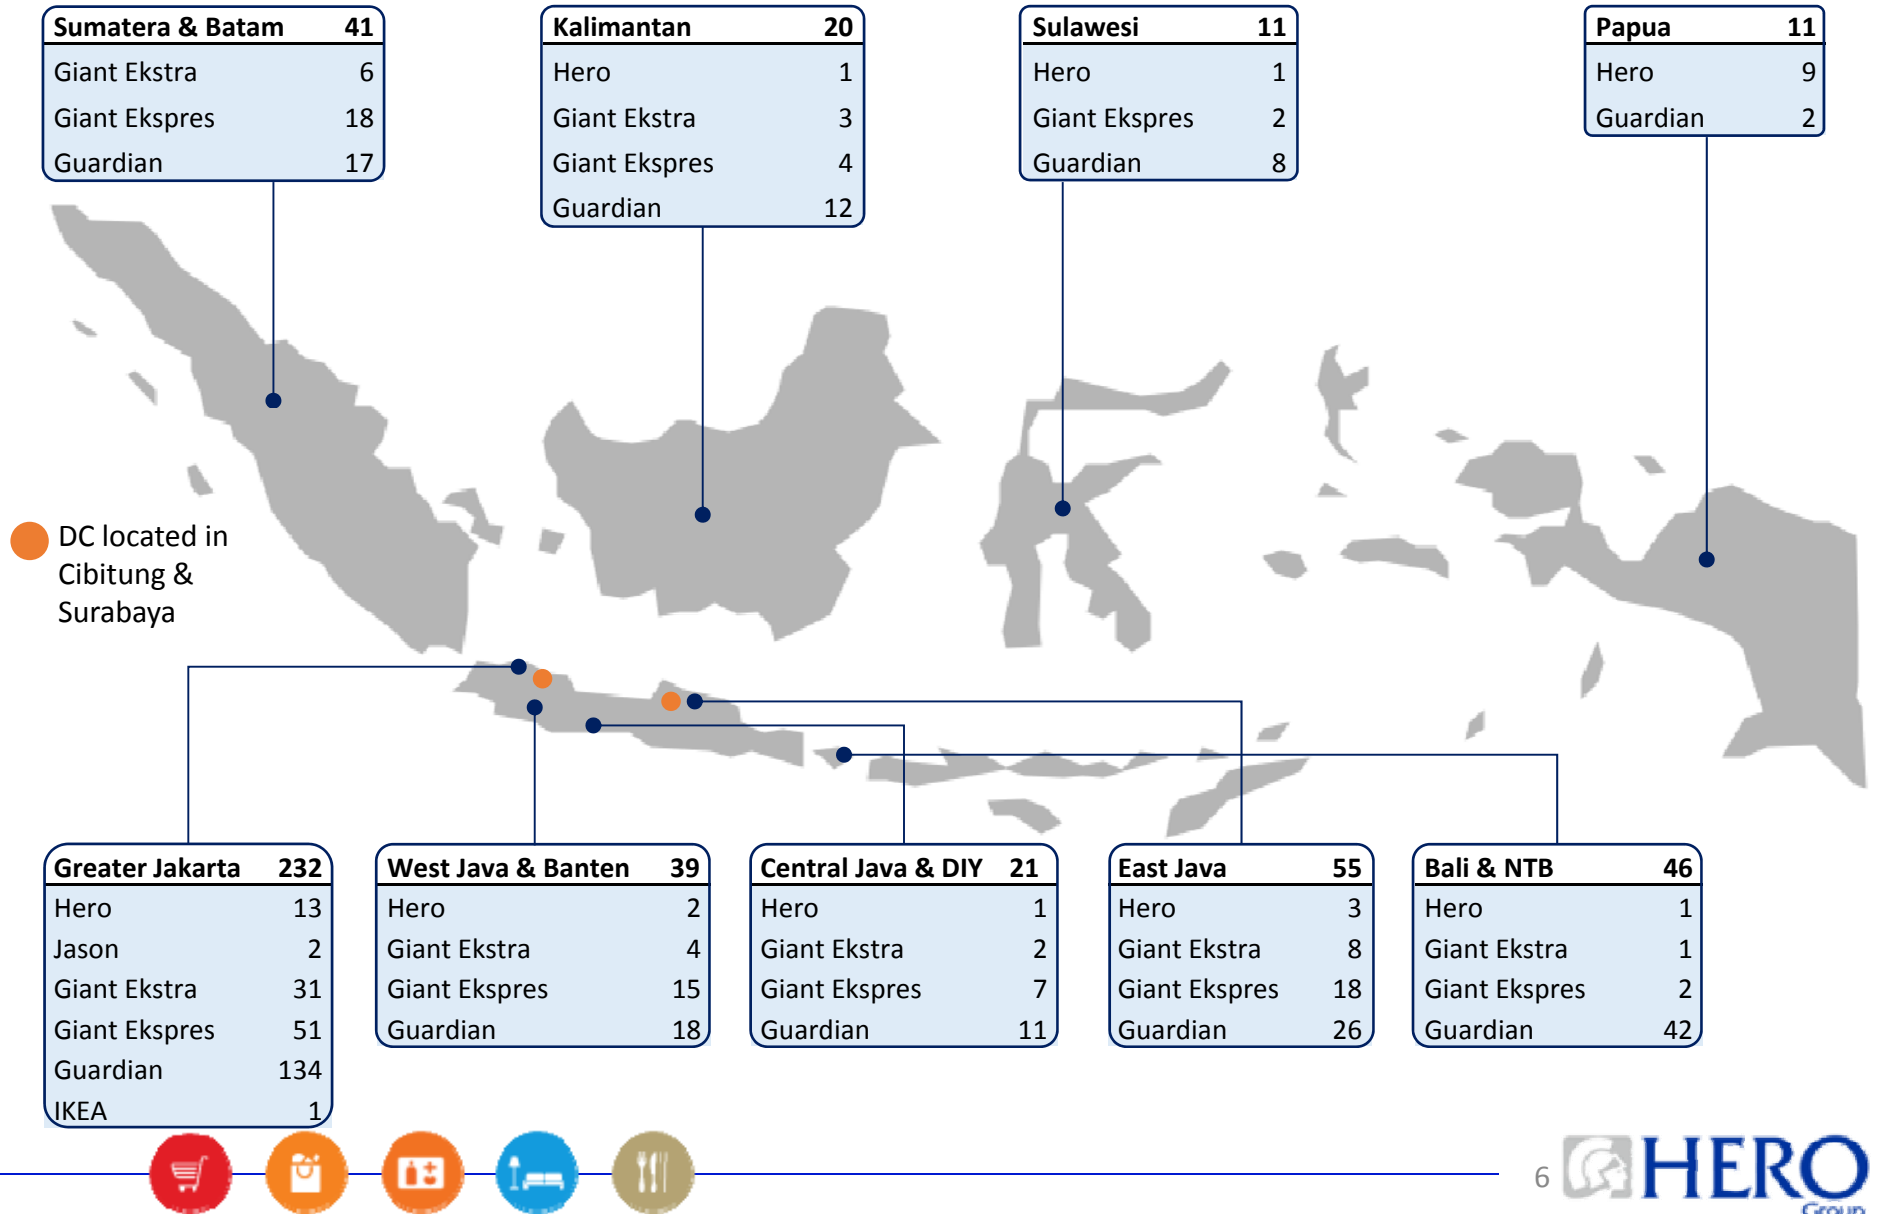 Sumatera & Batam 41
Giant Ekstra 6
Giant Ekspres 18
Guardian 17
Kalimantan 20
Hero 1
Giant Ekstra 3
Giant Ekspres 4
Guardian 12
Sulawesi 11
Hero 1
Giant Ekspres 2
Guardian 8
Papua 11
Hero 9
Guardian 2
DC located in
Cibitung &
Surabaya
Greater Jakarta 232
Hero 13
Jason 2
Giant Ekstra 31
Giant Ekspres 51
Guardian 134
IKEA 1
West Java & Banten 39
Hero 2
Giant Ekstra 4
Giant Ekspres 15
Guardian 18
Central Java & DIY 21
Hero 1
Giant Ekstra 2
Giant Ekspres 7
Guardian 11
East Java 55
Hero 3
Giant Ekstra 8
Giant Ekspres 18
Guardian 26
Bali & NTB 46
Hero 1
Giant Ekstra 1
Giant Ekspres 2
Guardian 42
6
HERO
Group